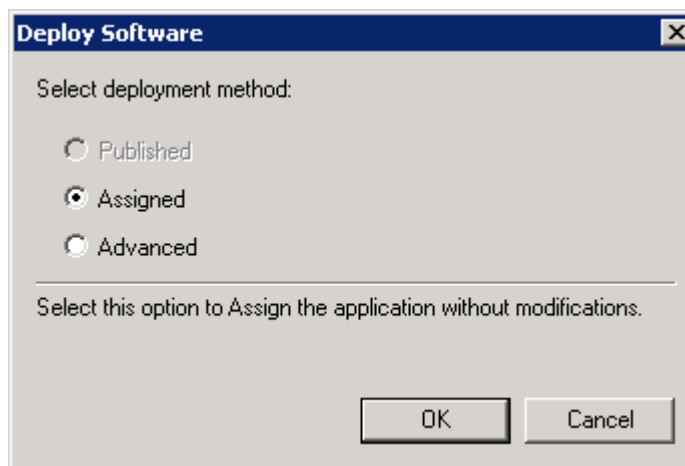 Deploy Software
Select deployment method:
Published
Assigned
Advanced
Select this option to Assign the application without modifications.
OK
Cancel